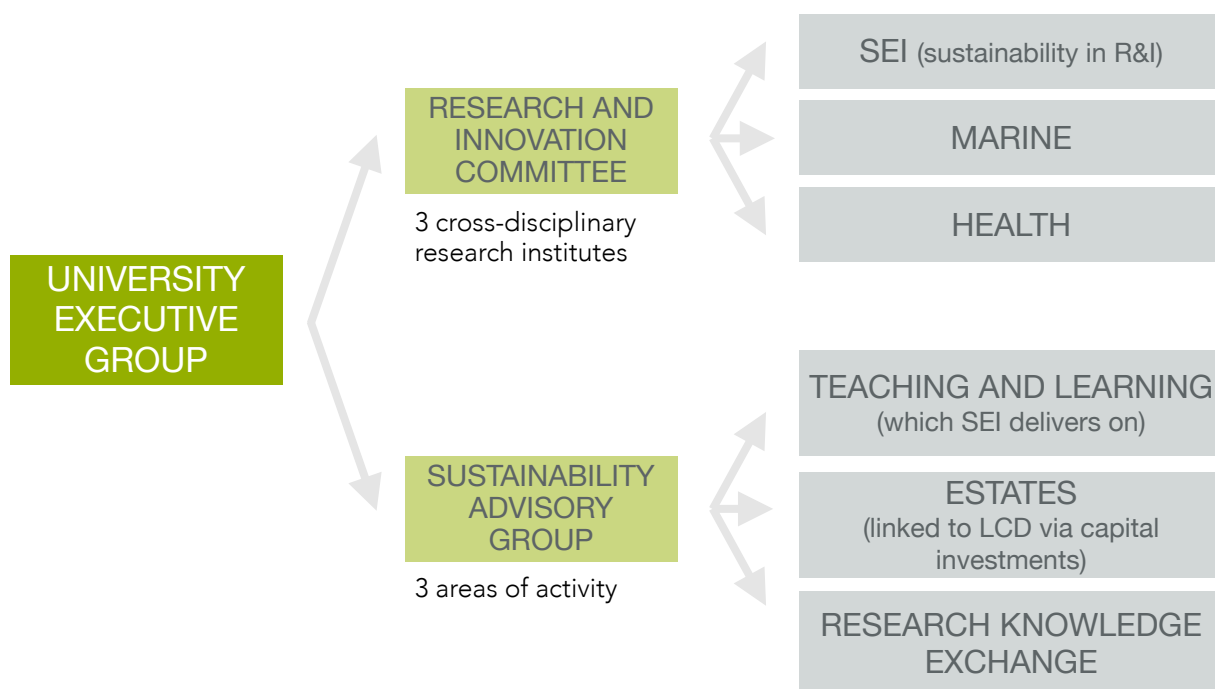 UNIVERSITY
EXECUTIVE
GROUP
RESEARCH AND
INNOVATION
COMMITTEE
3 cross-disciplinary
research institutes
SEI (sustainability in R&I)
MARINE
HEALTH
SUSTAINABILITY
ADVISORY
GROUP
3 areas of activity
TEACHING AND LEARNING
(which SEI delivers on)
ESTATES
(linked to LCD via capital
investments)
RESEARCH KNOWLEDGE
EXCHANGE